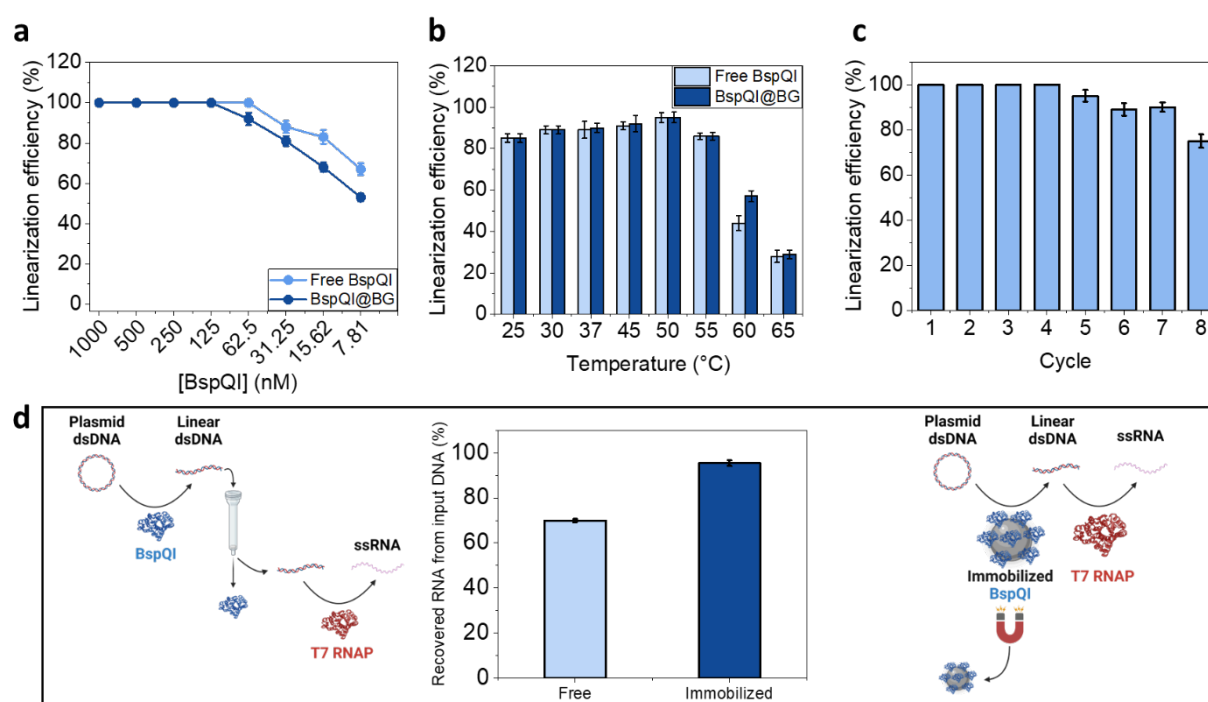 a
Linearization efficiency (%)
120
100
80
60
40
20
0
Free BspQI
BspQI@BG
1000
500
250
125
62.5
31.25
15.62
7.81
[BspQI] (nM)
b
Linearization efficiency (%)
120
100
80
60
40
20
0
Free BspQI
BspQI@BG
25 30 37 45 50 55 60 65
Temperature (°C)
c
Linearization efficiency (%)
100
80
60
40
20
0
1 2 3 4 5 6 7 8
Cycle
d
Plasmid
dsDNA
Linear
dsDNA
BspQI
ssRNA
T7 RNAP
Recovered RNA from input DNA (%)
100
80
60
40
20
0
Free Immobilized
Plasmid
dsDNA
Linear
dsDNA
ssRNA
Immobilized
BspQI
T7 RNAP